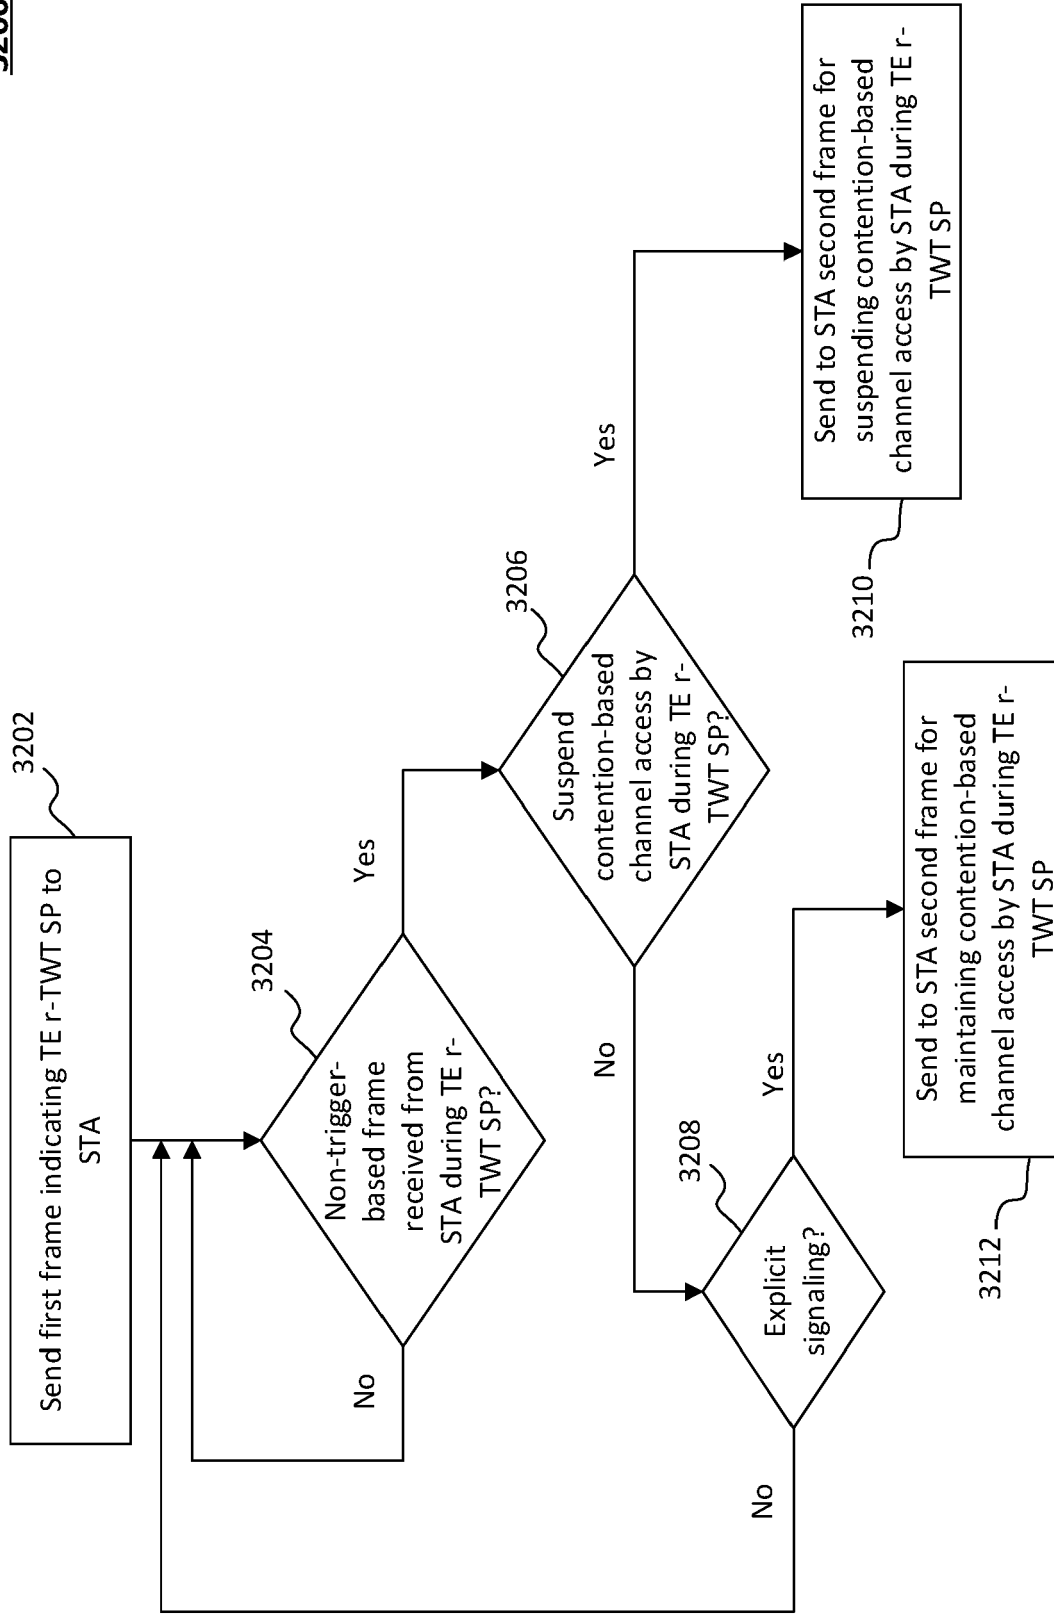 3202
Send first frame indicating TE r-TWT SP to
STA
3204
Non-trigger-
based frame
received from
STA during TE r-
TWT SP?
Yes
No
3206
Suspend
contention-based
channel access by
STA during TE r-
TWT SP?
Yes
No
3208
Explicit
signaling?
Yes
No
3210
Send to STA second frame for
suspending contention-based
channel access by STA during TE r-
TWT SP
3212
Send to STA second frame for
maintaining contention-based
channel access by STA during TE r-
TWT SP